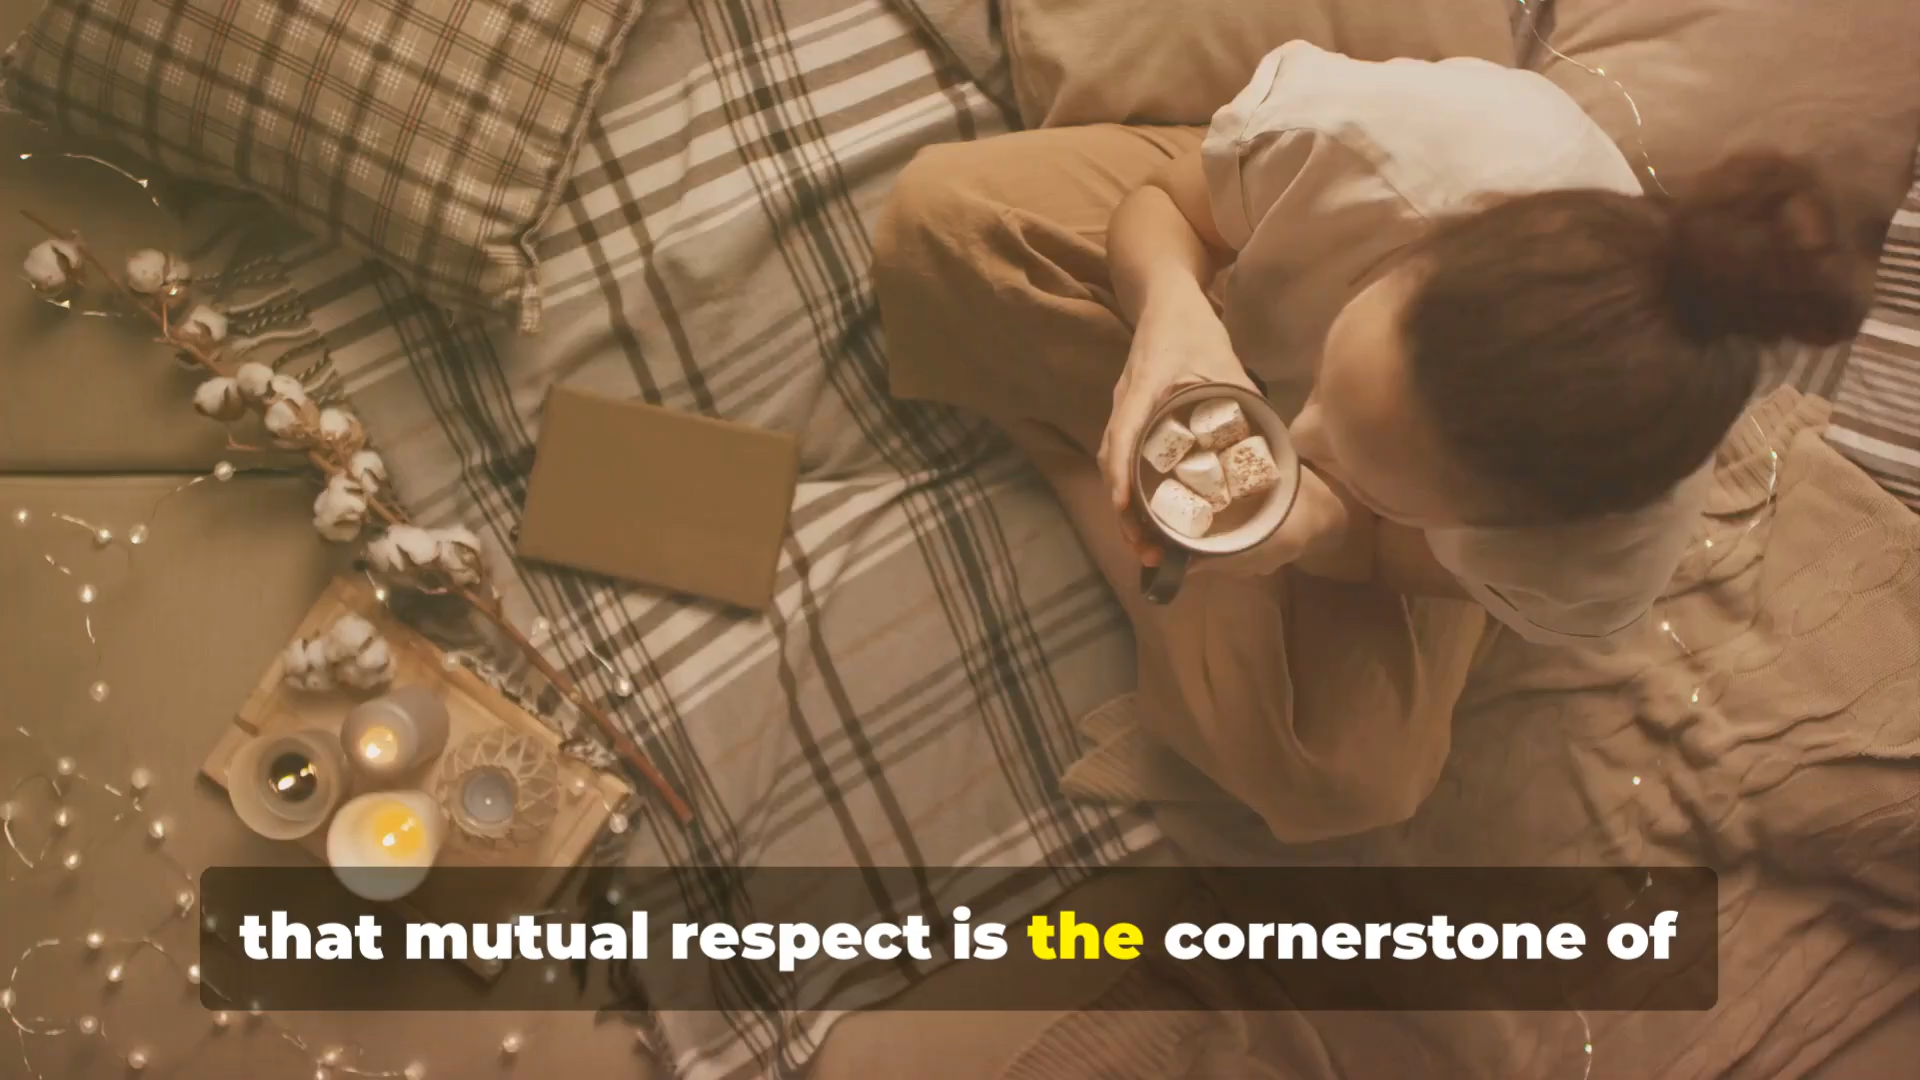 that mutual respect is the cornerstone of